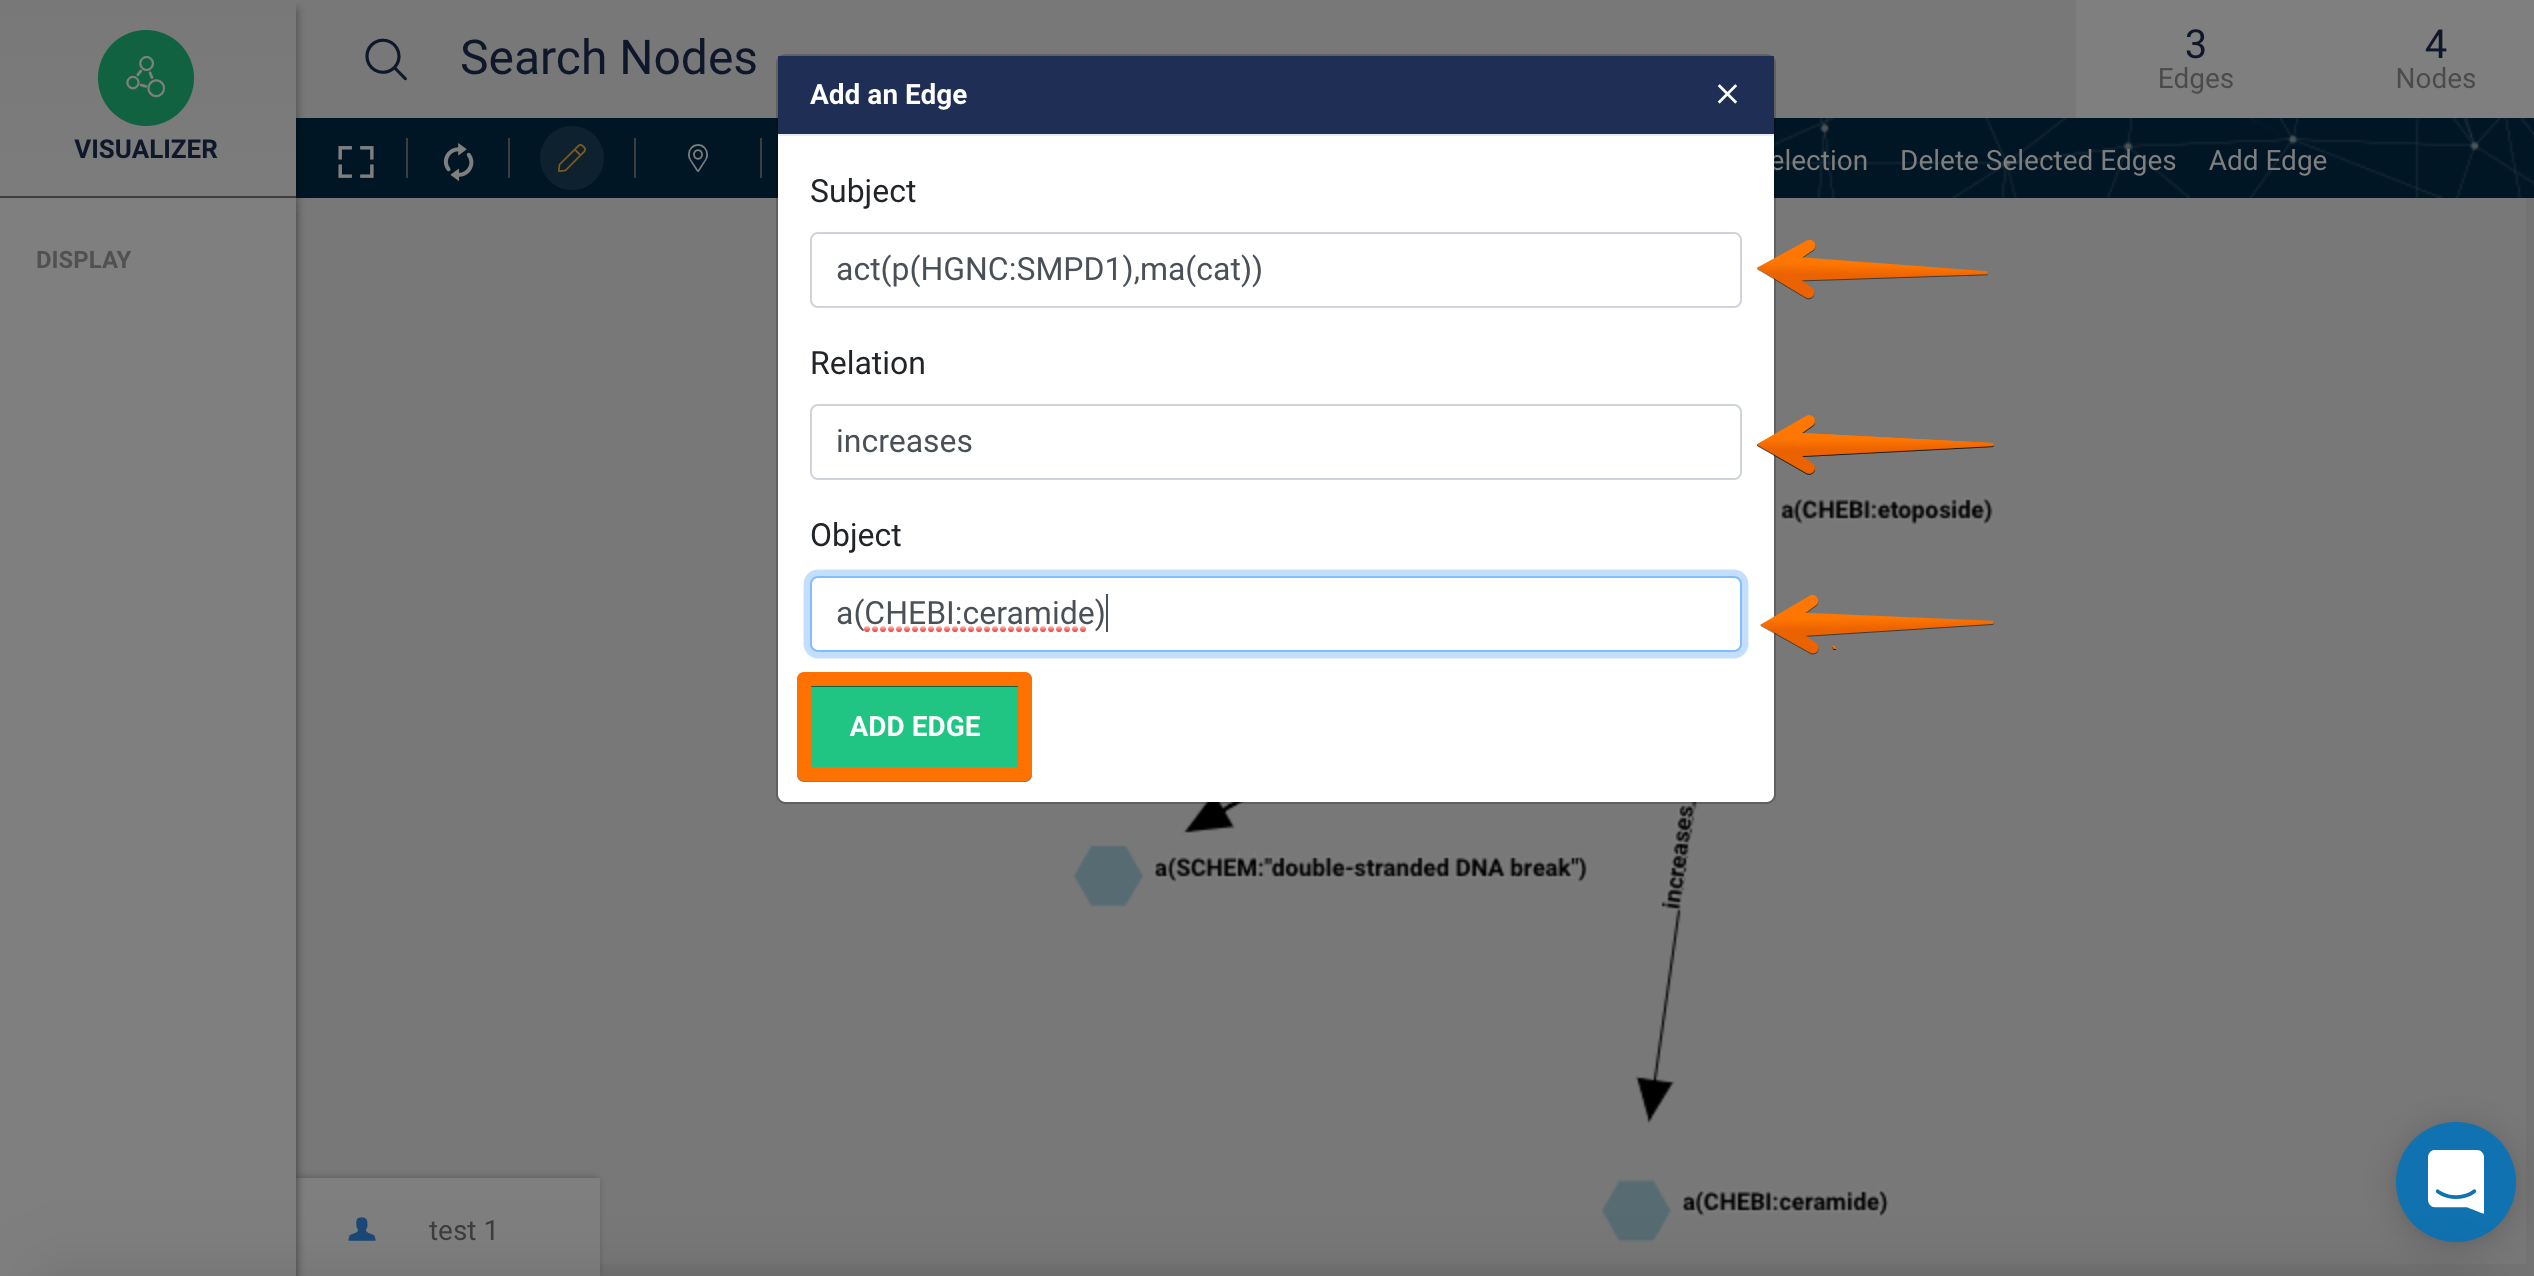 VISUALIZER
DISPLAY
Search Nodes
3
Edges
4
Nodes
election
Delete Selected Edges
Add Edge
Add an Edge
Subject
act(p(HGNC:SMPD1),ma(cat))
Relation
increases
Object
a(CHEBI:ceramide)
ADD EDGE
a(CHEBI:etoposide)
a(SCHEM:"double-stranded DNA break")
increases
a(CHEBI:ceramide)
test 1